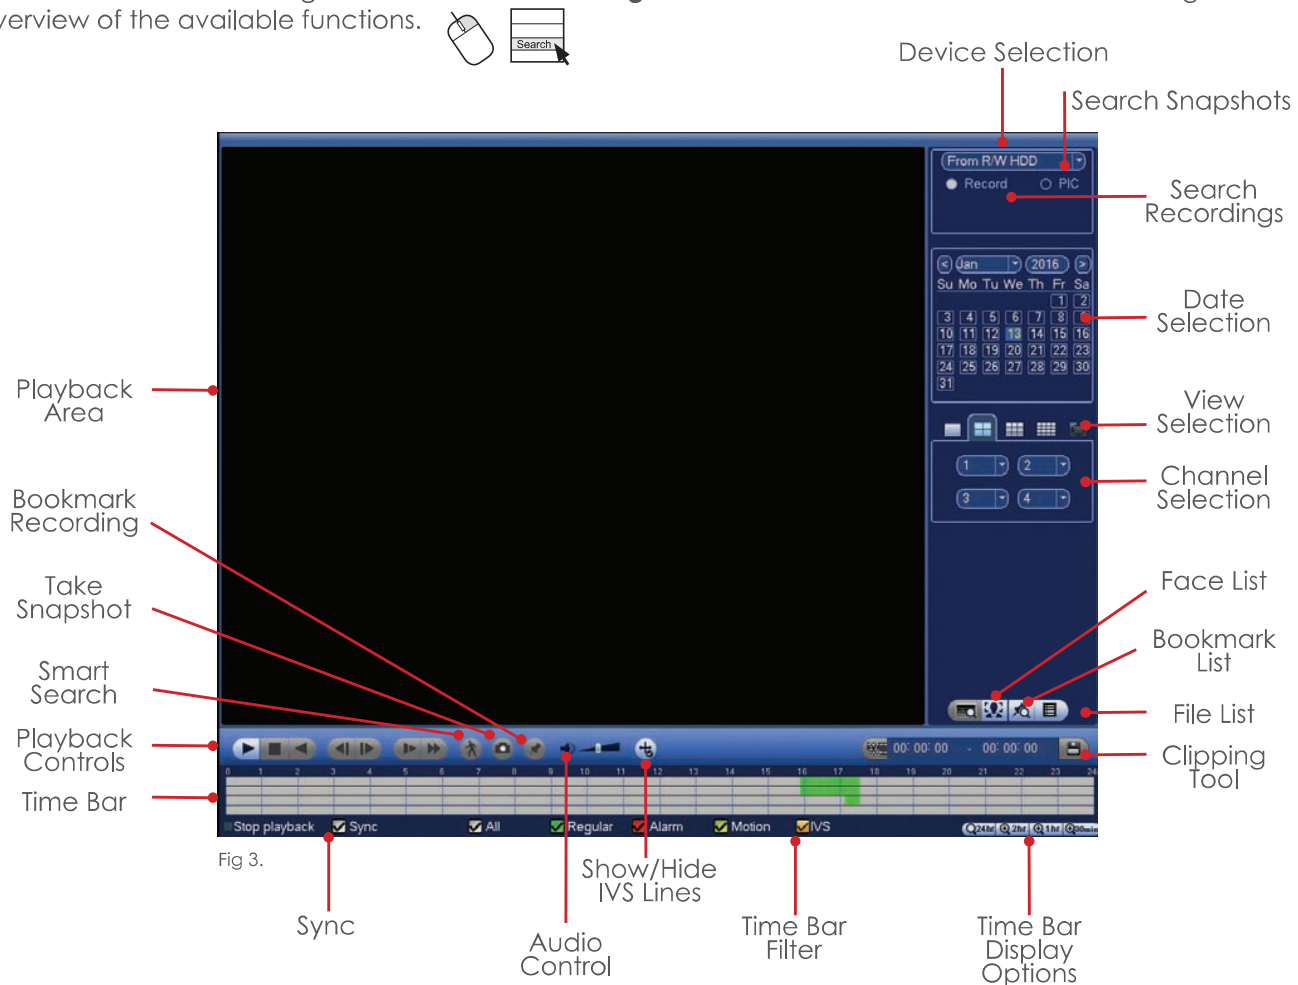 verview of the available functions.
Search
Device Selection
Search Snapshots
From R/W HDD
Record PIC
Search
Recordings
< Jan 2016 >
Su Mo Tu We Th Fr Sa
1 2
3 4 5 6 7 8 9
10 11 12 13 14 15 16
17 18 19 20 21 22 23
24 25 26 27 28 29 30
31
Date
Selection
Playback
Area
View
Selection
1 2
3 4
Channel
Selection
Bookmark
Recording
Take
Snapshot
Smart
Search
Face List
Bookmark
List
File List
Playback
Controls
00: 00: 00 - 00: 00: 00
Clipping
Tool
Time Bar
0 1 2 3 4 5 6 7 8 9 10 11 12 13 14 15 16 17 18 19 20 21 22 23 24
Stop playback Sync All Regular Alarm Motion IVS 24hr 2hr 1hr 30min
Fig 3.
Show/Hide
IVS Lines
Sync
Audio
Control
Time Bar
Filter
Time Bar
Display
Options